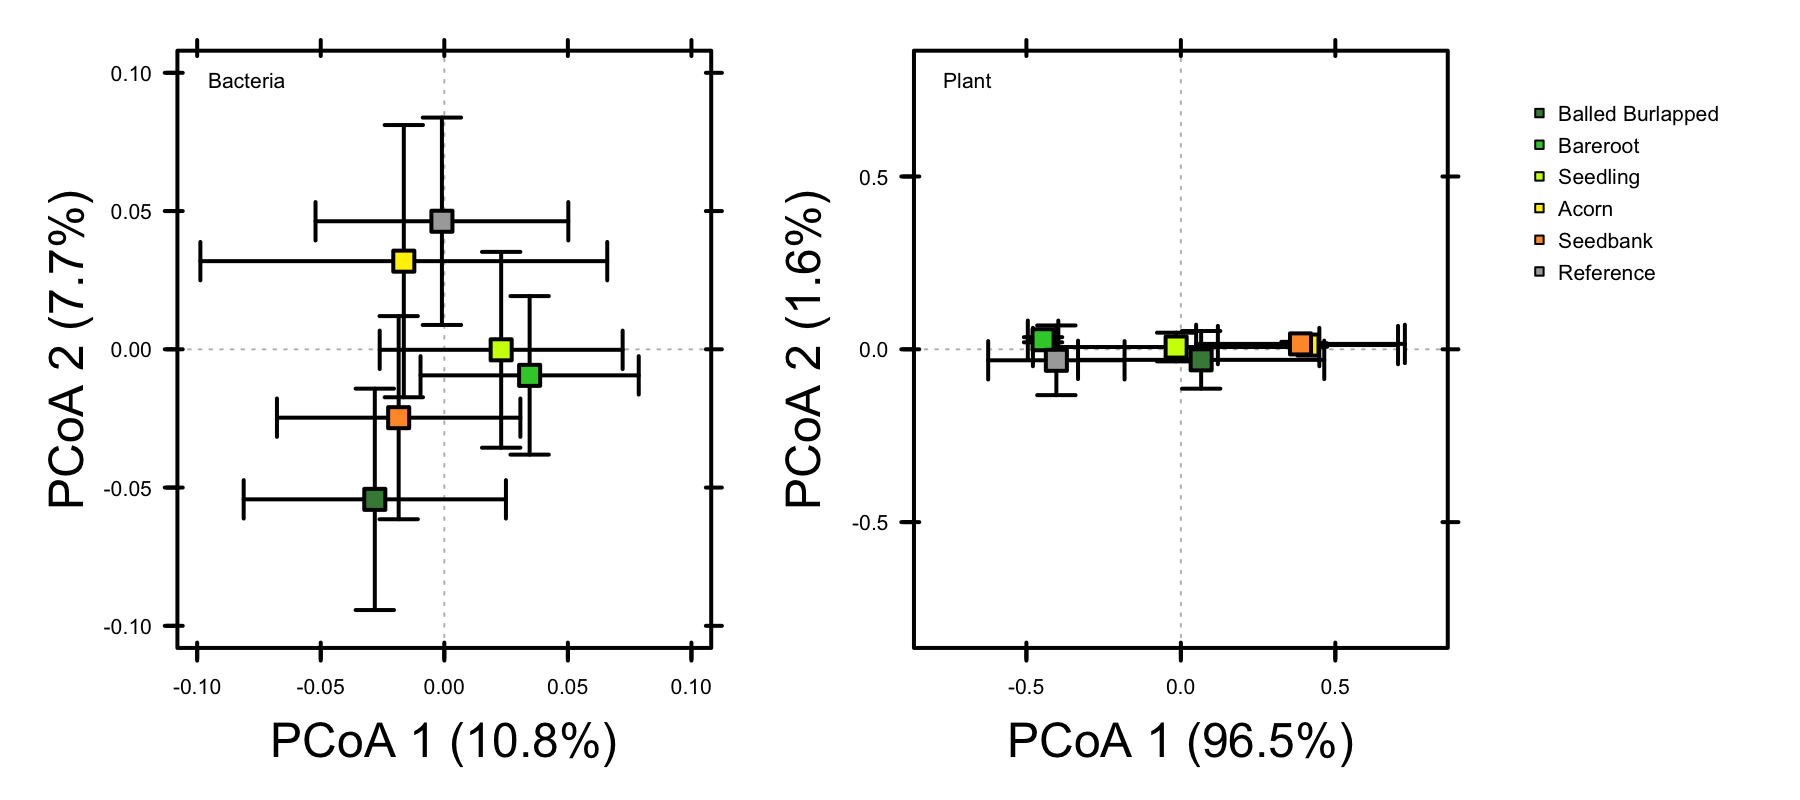 Bacteria
0.10
0.05
0.00
-0.05
-0.10
PCoA 2 (7.7%)
-0.10
-0.05
0.00
0.05
0.10
PCoA 1 (10.8%)
Plant
0.5
0.0
-0.5
PCoA 2 (1.6%)
-0.5
0.0
0.5
PCoA 1 (96.5%)
Balled Burlapped
Bareroot
Seedling
Acorn
Seedbank
Reference